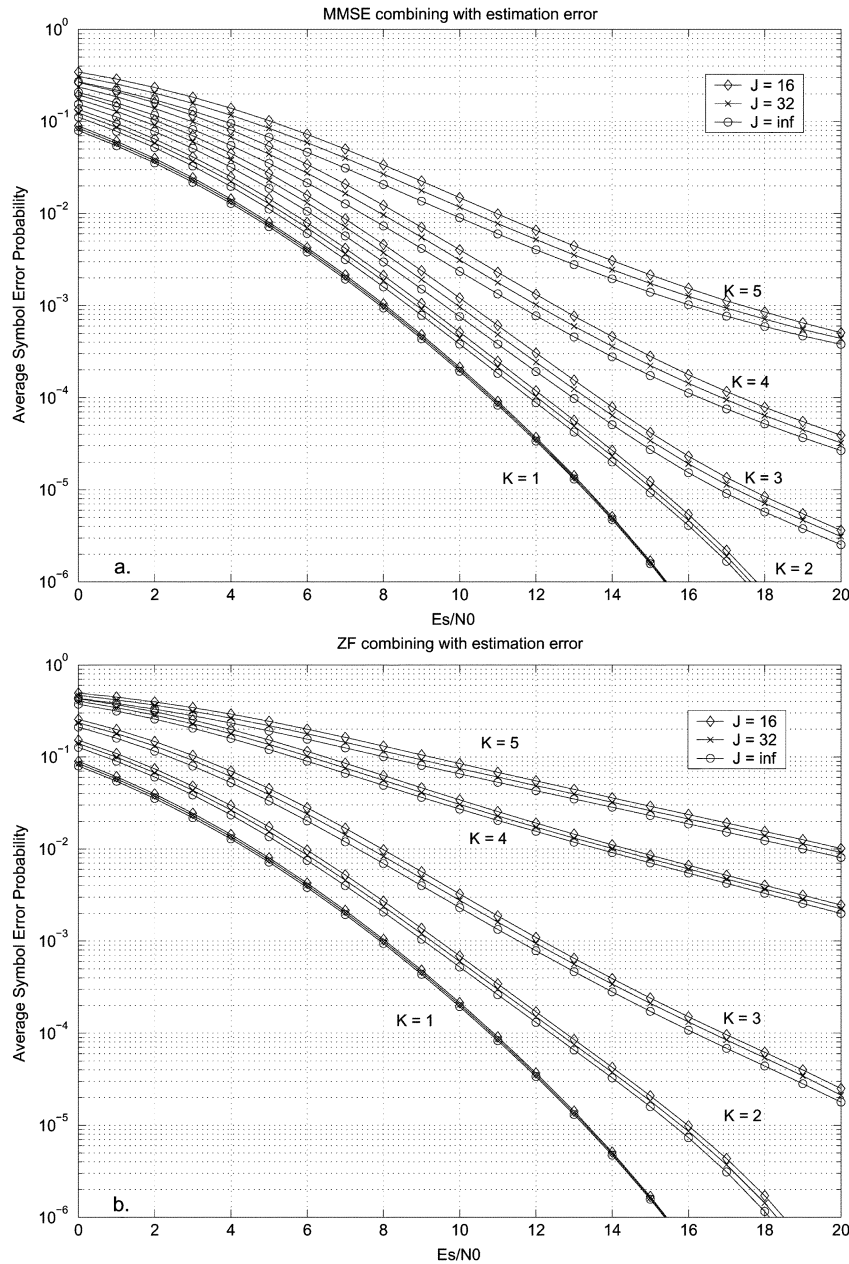 MMSE combining with estimation error
10^0
10^-1
10^-2
10^-3
10^-4
10^-5
10^-6
Average Symbol Error Probability
J = 16
J = 32
J = inf
K = 5
K = 4
K = 3
K = 1
K = 2
a.
0 2 4 6 8 10 12 14 16 18 20
Es/N0
ZF combining with estimation error
10^0
10^-1
10^-2
10^-3
10^-4
10^-5
10^-6
Average Symbol Error Probability
J = 16
J = 32
J = inf
K = 5
K = 4
K = 3
K = 1
K = 2
b.
0 2 4 6 8 10 12 14 16 18 20
Es/N0